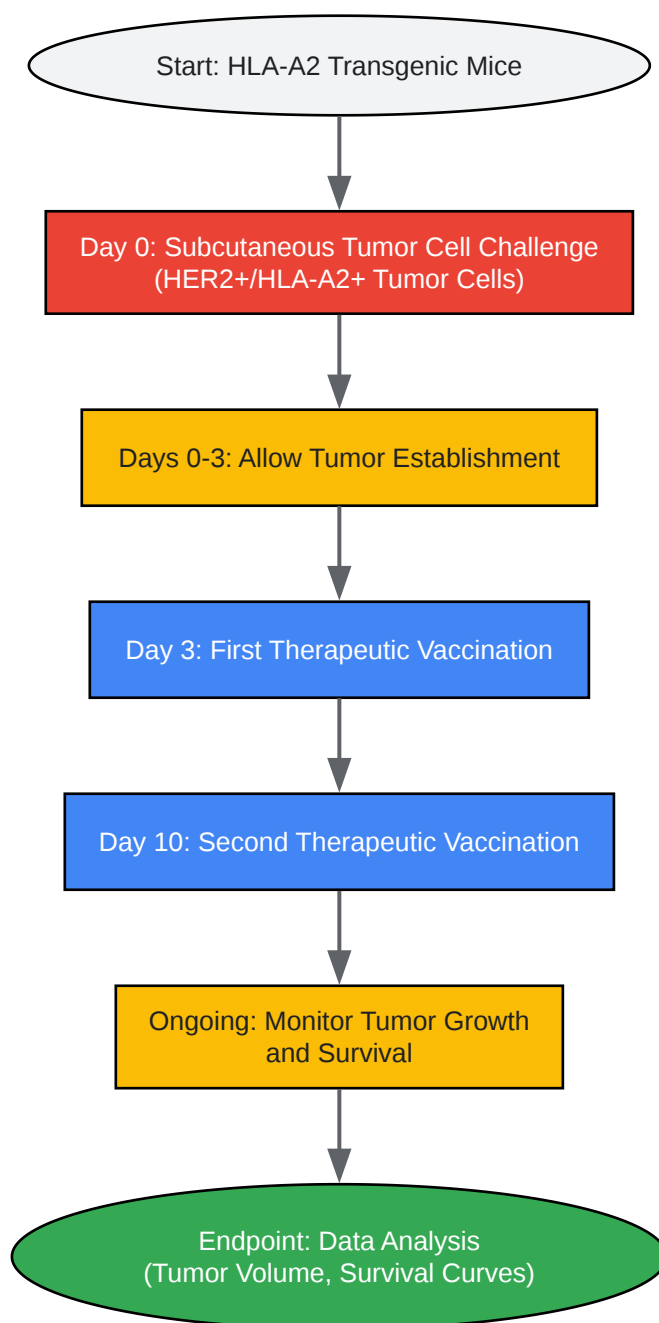 Start: HLA-A2 Transgenic Mice
Day 0: Subcutaneous Tumor Cell Challenge
(HER2+/HLA-A2+ Tumor Cells)
Days 0-3: Allow Tumor Establishment
Day 3: First Therapeutic Vaccination
Day 10: Second Therapeutic Vaccination
Ongoing: Monitor Tumor Growth
and Survival
Endpoint: Data Analysis
(Tumor Volume, Survival Curves)